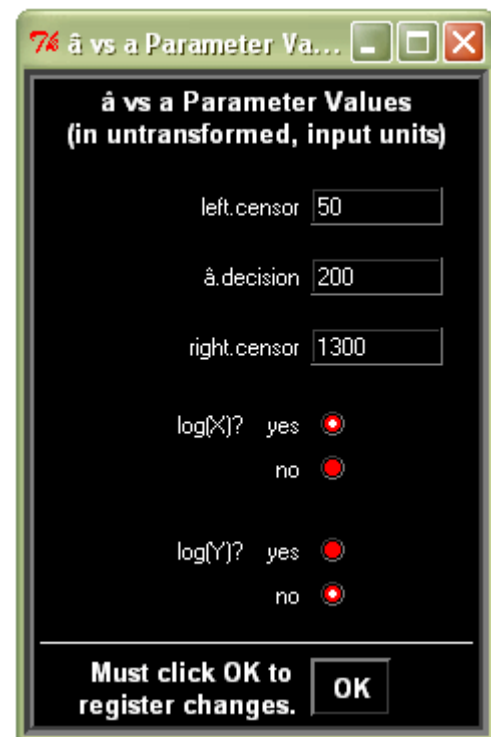 â vs a Parameter Va...
â vs a Parameter Values
(in untransformed, input units)
left.censor 50
â.decision 200
right.censor 1300
log(X)? yes
no
log(Y)? yes
no
Must click OK to
register changes.
OK